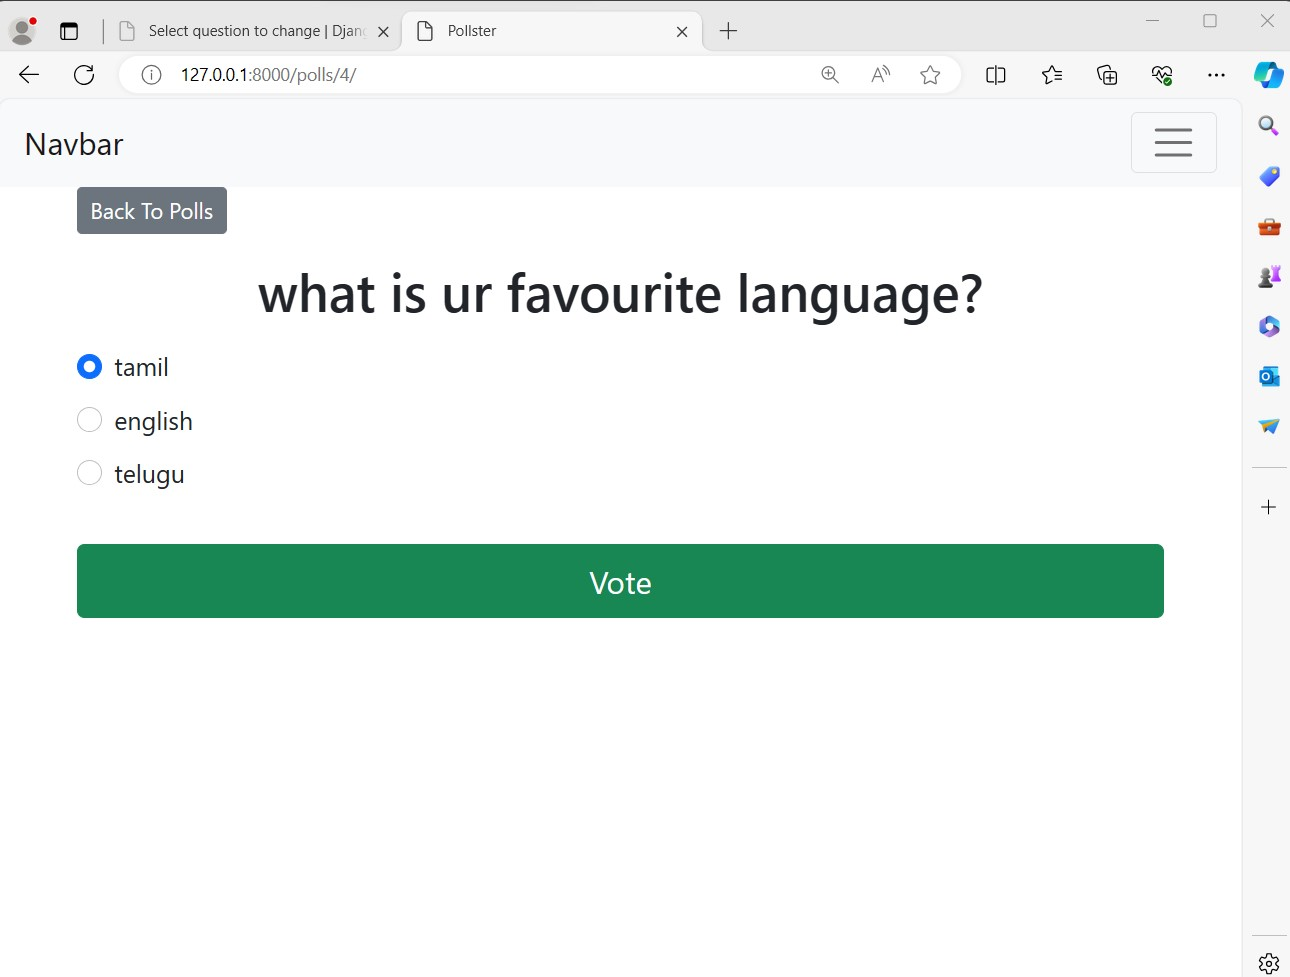 Select question to change | Djan
Pollster
127.0.0.1:8000/polls/4/
Navbar
Back To Polls
what is ur favourite language?
tamil
english
telugu
Vote